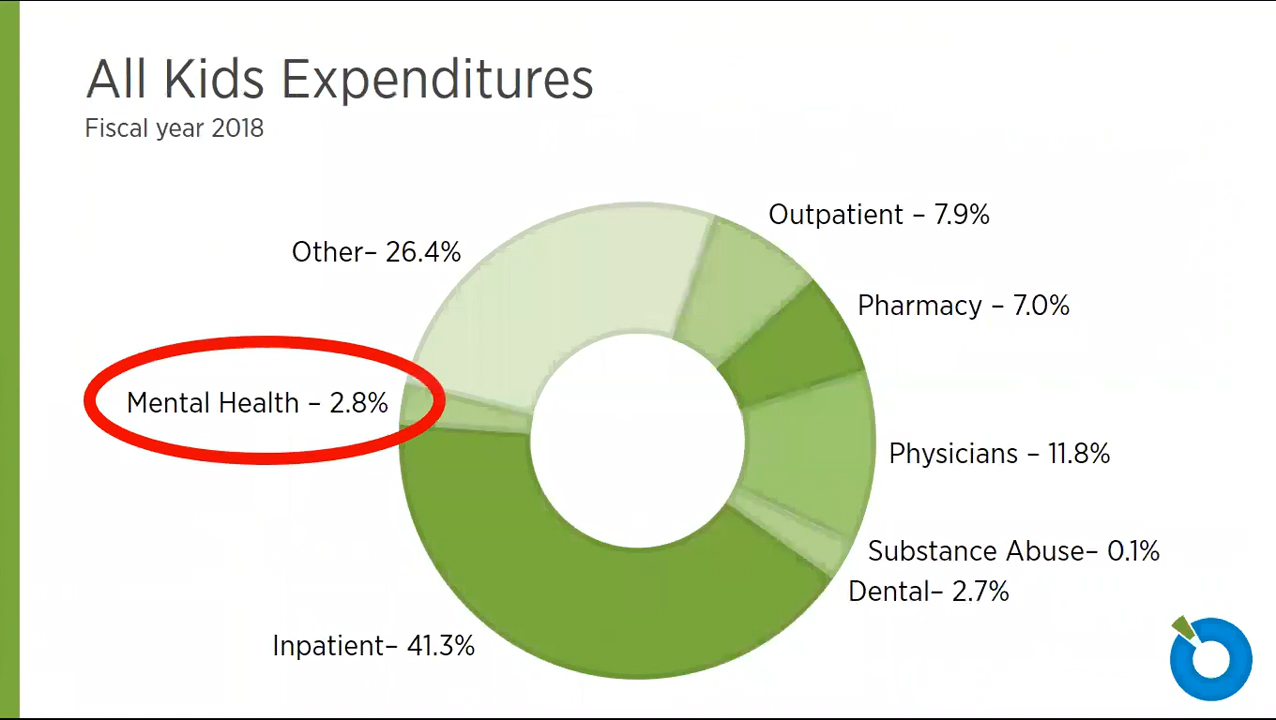 All Kids Expenditures
Fiscal year 2018
Outpatient – 7.9%
Other– 26.4%
Pharmacy – 7.0%
Mental Health – 2.8%
Physicians – 11.8%
Substance Abuse– 0.1%
Dental– 2.7%
Inpatient– 41.3%